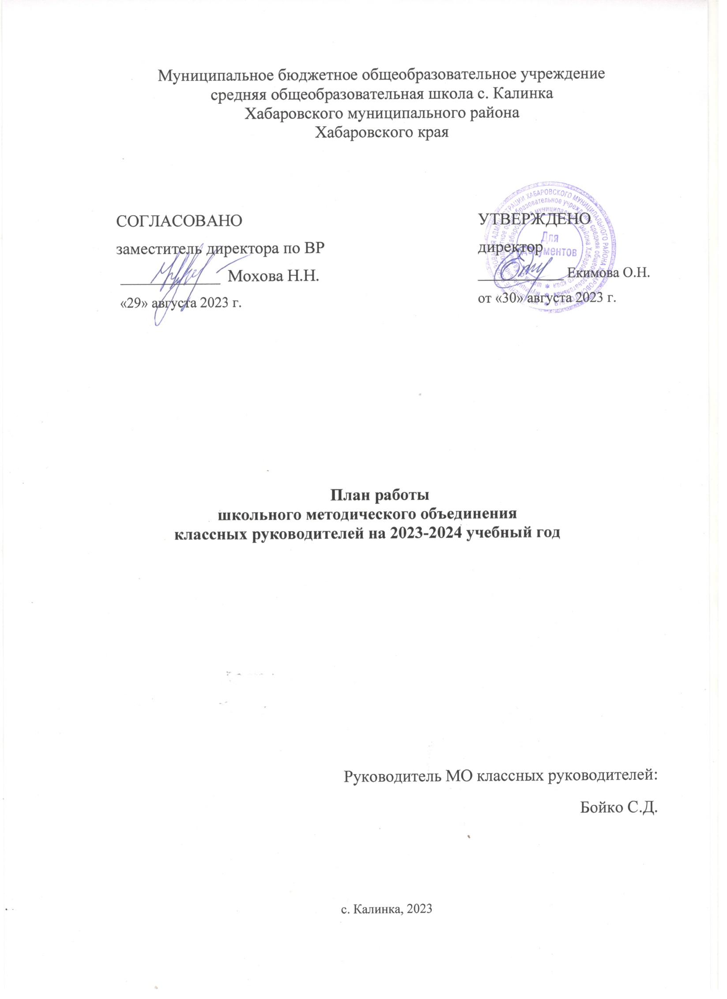 Муниципальное бюджетное общеобразовательное учреждение
средняя общеобразовательная школа с. Калинка
Хабаровского муниципального района
Хабаровского края
СОГЛАСОВАНО
заместитель директора по ВР
Мохова Н.Н.
«29» августа 2023 г.
УТВЕРЖДЕНО
директор
Екимова О.Н.
от «30» августа 2023 г.
Для
документов
План работы
школьного методического объединения
классных руководителей на 2023-2024 учебный год
Руководитель МО классных руководителей:
Бойко С.Д.
с. Калинка, 2023